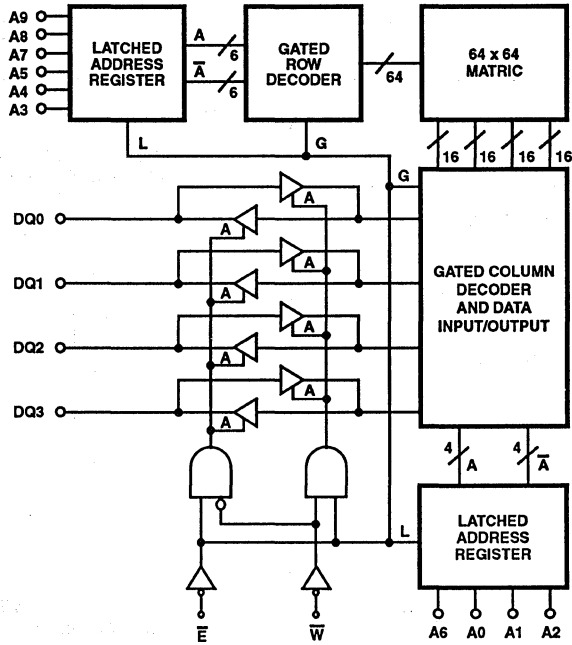 A9
A8
A7
A5
A4
A3
LATCHED
ADDRESS
REGISTER
A
6
A̅
6
GATED
ROW
DECODER
64
64 x 64
MATRIC
L
G
16
16
16
16
G
DQ0
A
A
DQ1
A
A
DQ2
A
A
DQ3
A
A
GATED COLUMN
DECODER
AND DATA
INPUT/OUTPUT
4
A
4
A̅
L
LATCHED
ADDRESS
REGISTER
E̅
W̅
A6
A0
A1
A2